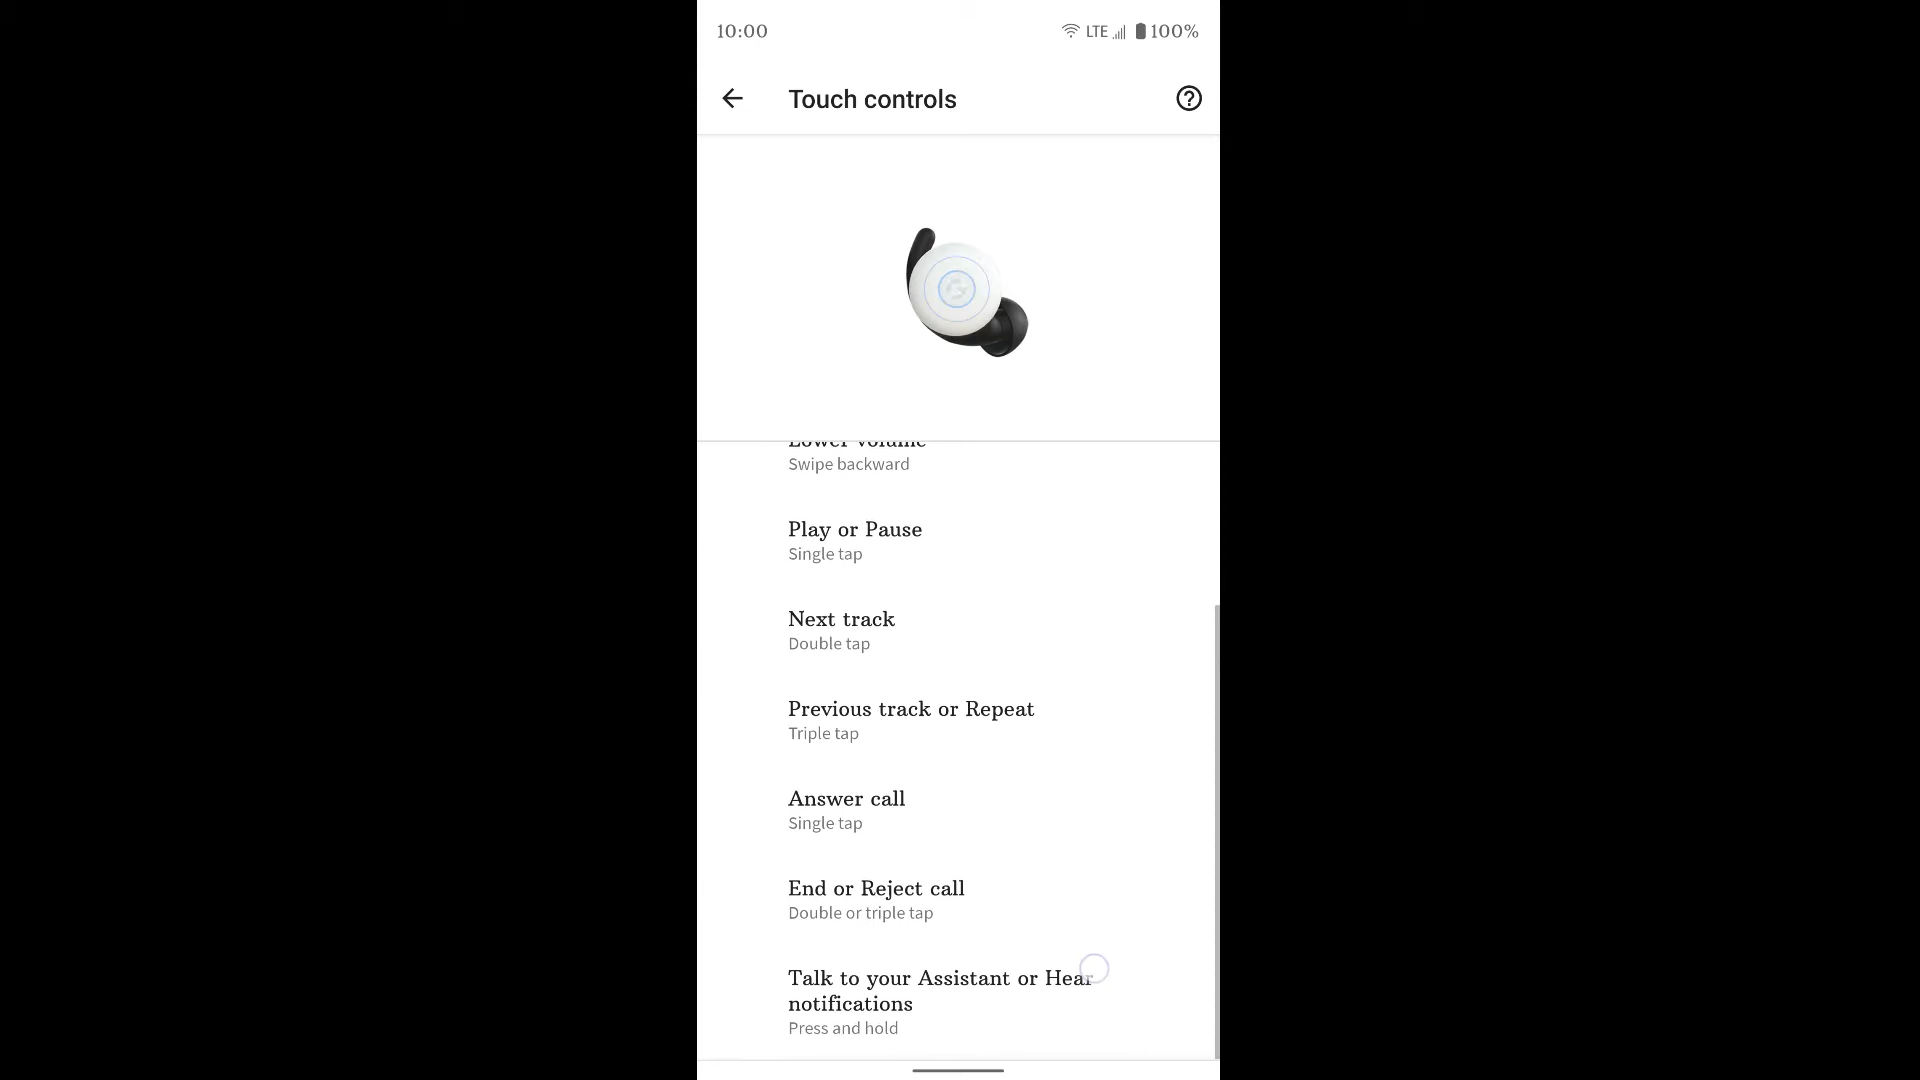 10:00
LTE
100%
Touch controls
Lower volume
Swipe backward
Play or Pause
Single tap
Next track
Double tap
Previous track or Repeat
Triple tap
Answer call
Single tap
End or Reject call
Double or triple tap
Talk to your Assistant or Hear
notifications
Press and hold